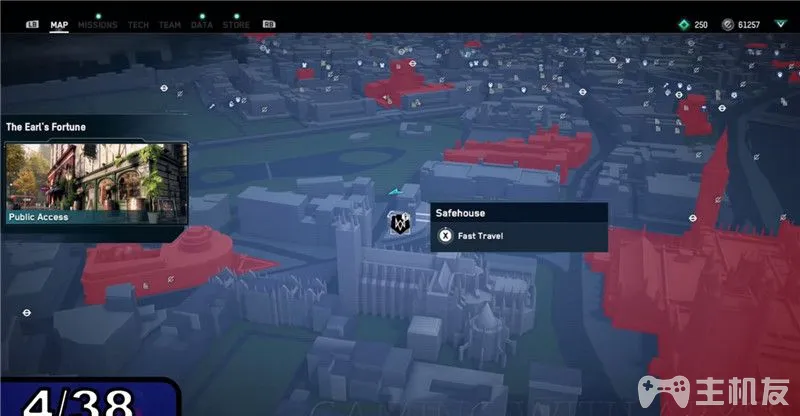 LB MAP MISSIONS TECH TEAM DATA STORE RB 250 61257
The Earl's Fortune
Public Access
Safehouse
X Fast Travel
4/38
主机友